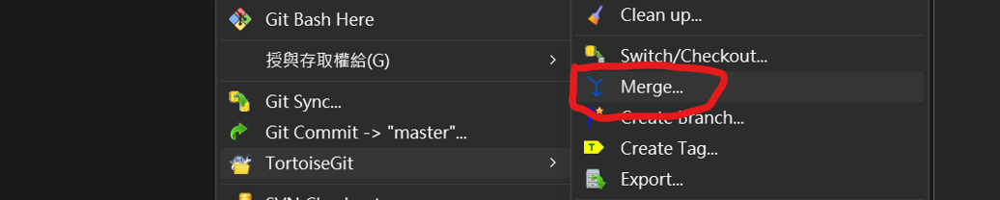 Git Bash Here
授與存取權給(G)
Git Sync...
Git Commit -> "master"...
TortoiseGit
Clean up...
Switch/Checkout...
Merge...
Create Branch...
Create Tag...
Export...